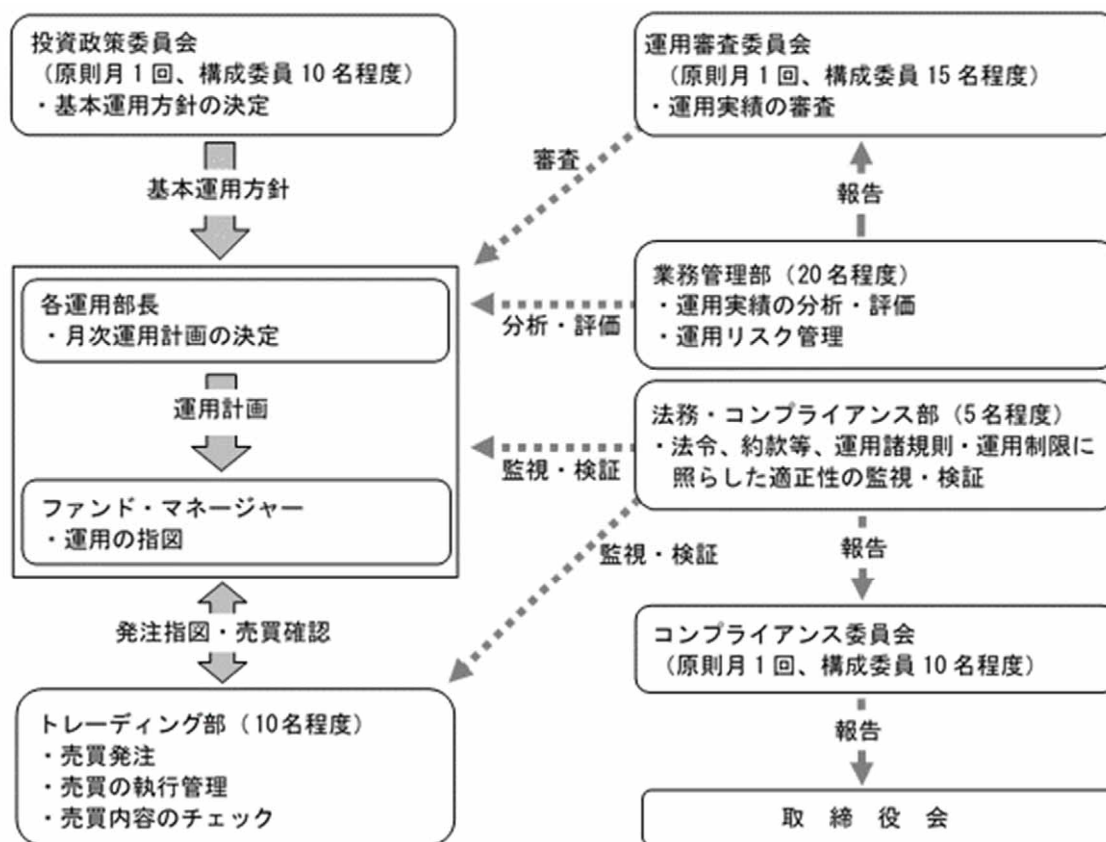 投資政策委員会
（原則月1回、構成委員10名程度）
・基本運用方針の決定
基本運用方針
各運用部長
・月次運用計画の決定
運用計画
ファンド・マネージャー
・運用の指図
発注指図・売買確認
トレーディング部（10名程度）
・売買発注
・売買の執行管理
・売買内容のチェック
運用審査委員会
（原則月1回、構成委員15名程度）
・運用実績の審査
審査
報告
業務管理部（20名程度）
・運用実績の分析・評価
・運用リスク管理
分析・評価
法務・コンプライアンス部（5名程度）
・法令、約款等、運用諸規則・運用制限に
照らした適正性の監視・検証
監視・検証
監視・検証
報告
コンプライアンス委員会
（原則月1回、構成委員10名程度）
報告
取締役会